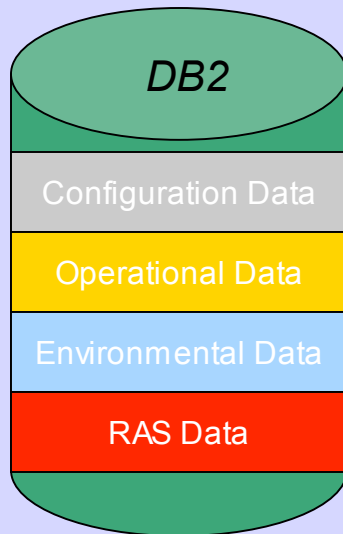 DB2
Configuration Data
Operational Data
Environmental Data
RAS Data